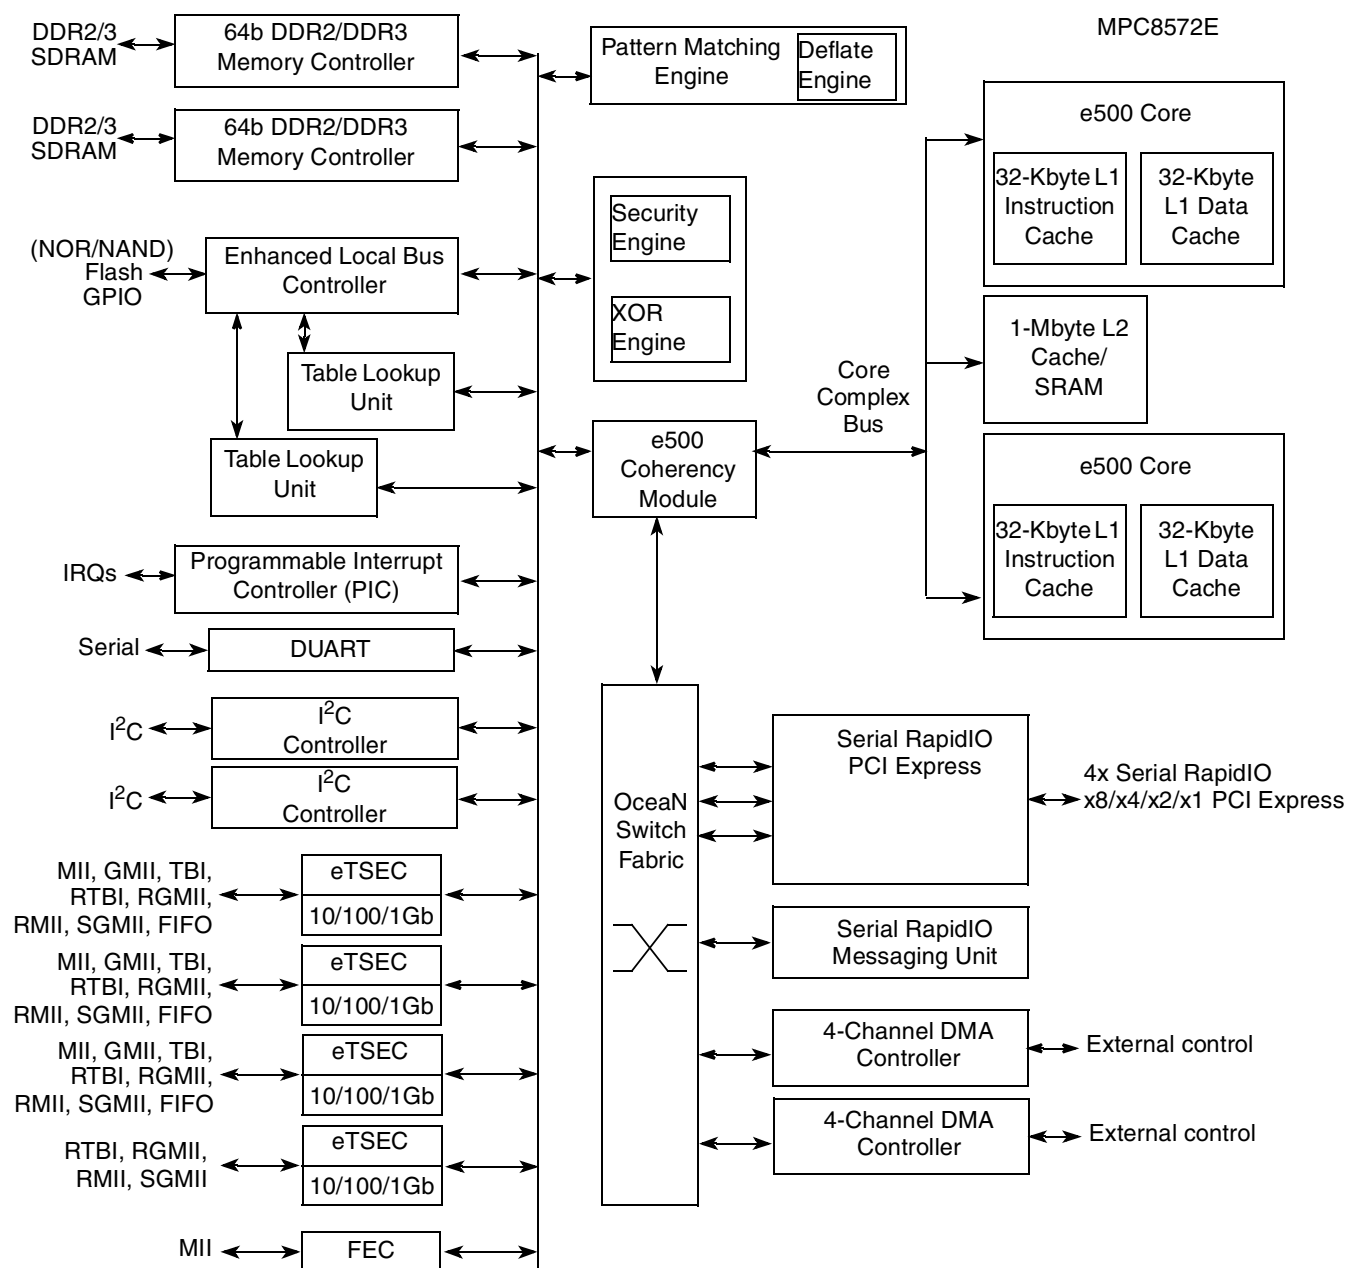 MPC8572E
DDR2/3
SDRAM
64b DDR2/DDR3
Memory Controller
DDR2/3
SDRAM
64b DDR2/DDR3
Memory Controller
(NOR/NAND)
Flash
GPIO
Enhanced Local Bus
Controller
Table Lookup
Unit
Table Lookup
Unit
IRQs
Programmable Interrupt
Controller (PIC)
Serial
DUART
I²C
I²C
Controller
I²C
I²C
Controller
MII, GMII, TBI,
RTBI, RGMII,
RMII, SGMII, FIFO
eTSEC
10/100/1Gb
MII, GMII, TBI,
RTBI, RGMII,
RMII, SGMII, FIFO
eTSEC
10/100/1Gb
MII, GMII, TBI,
RTBI, RGMII,
RMII, SGMII, FIFO
eTSEC
10/100/1Gb
RTBI, RGMII,
RMII, SGMII
eTSEC
10/100/1Gb
MII
FEC
Pattern Matching
Engine
Deflate
Engine
Security
Engine
XOR
Engine
e500
Coherency
Module
Core
Complex
Bus
e500 Core
32-Kbyte L1
Instruction
Cache
32-Kbyte
L1 Data
Cache
1-Mbyte L2
Cache/
SRAM
e500 Core
32-Kbyte L1
Instruction
Cache
32-Kbyte
L1 Data
Cache
OceaN
Switch
Fabric
Serial RapidIO
PCI Express
4x Serial RapidIO
x8/x4/x2/x1 PCI Express
Serial RapidIO
Messaging Unit
4-Channel DMA
Controller
External control
4-Channel DMA
Controller
External control